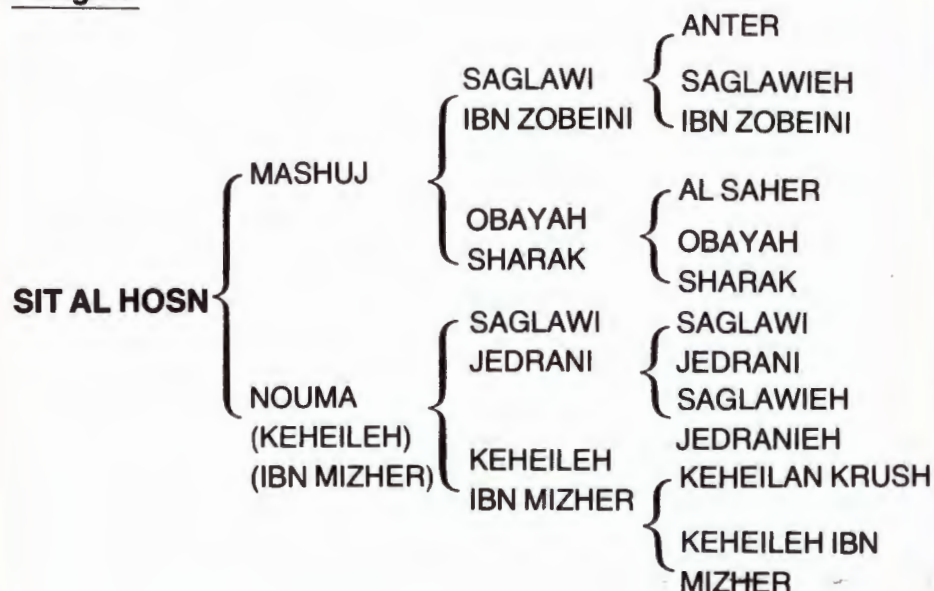 ANTER
SAGLAWI
SAGLAWIEH
IBN ZOBEINI
IBN ZOBEINI
MASHUJ
AL SAHER
OBAYAH
OBAYAH
SHARAK
SHARAK
SIT AL HOSN
SAGLAWI
SAGLAWI
JEDRANI
JEDRANI
NOUMA
SAGLAWIEH
(KEHEILEH)
JEDRANIEH
(IBN MIZHER)
KEHEILEH
KEHEILAN KRUSH
IBN MIZHER
KEHEILEH IBN
MIZHER